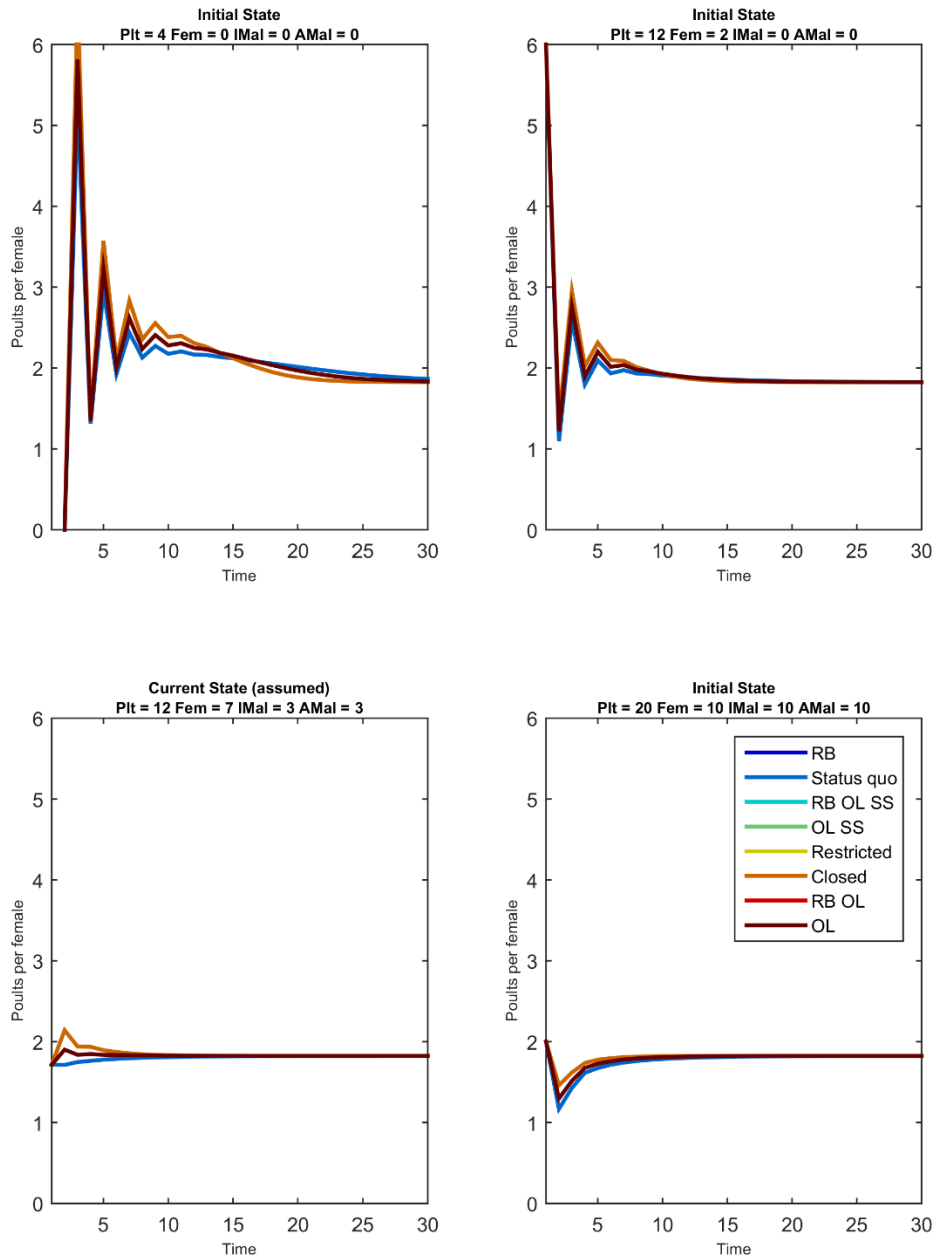 Initial State
Plt = 4 Fem = 0 IMal = 0 AMal = 0
6
5
4
3
2
1
0
Poults per female
5 10 15 20 25 30
Time
Initial State
Plt = 12 Fem = 2 IMal = 0 AMal = 0
6
5
4
3
2
1
0
Poults per female
5 10 15 20 25 30
Time
Current State (assumed)
Plt = 12 Fem = 7 IMal = 3 AMal = 3
6
5
4
3
2
1
0
Poults per female
5 10 15 20 25 30
Time
Initial State
Plt = 20 Fem = 10 IMal = 10 AMal = 10
6
5
4
3
2
1
0
Poults per female
RB
Status quo
RB OL SS
OL SS
Restricted
Closed
RB OL
OL
5 10 15 20 25 30
Time